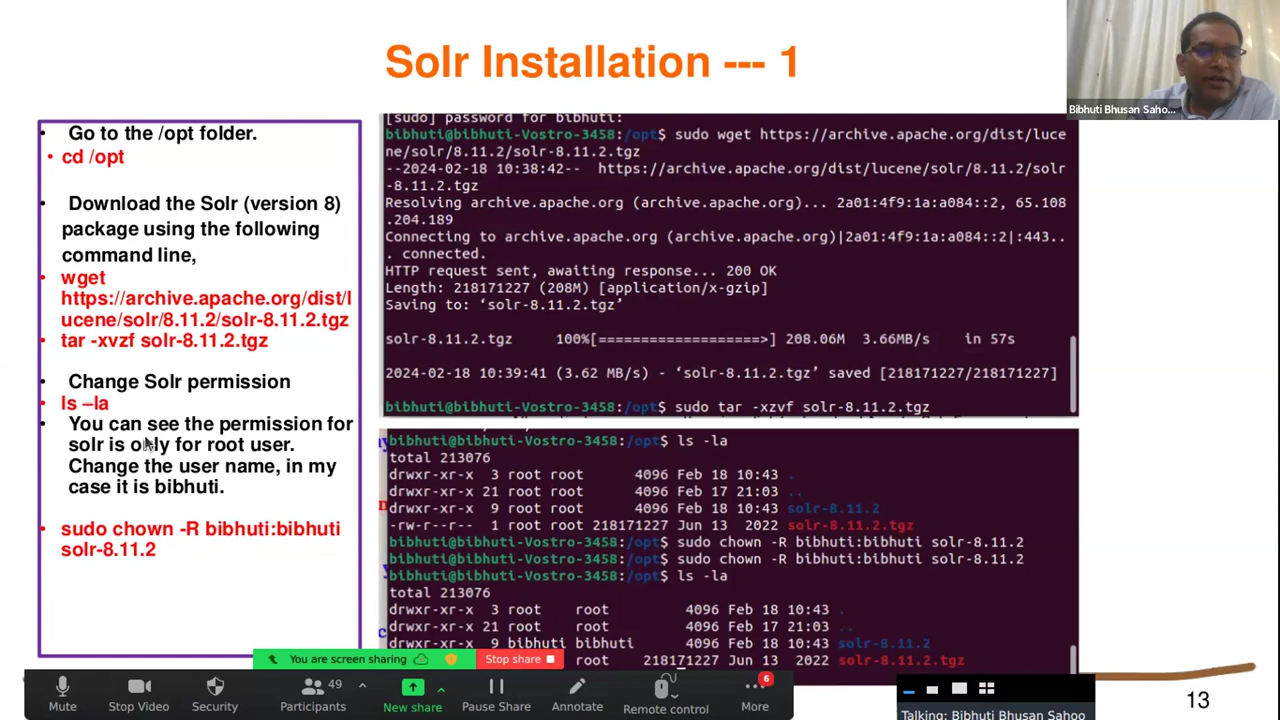 Solr Installation --- 1
Bibhuti Bhusan Saho...
• Go to the /opt folder.
• cd /opt
• Download the Solr (version 8)
package using the following
command line,
• wget
https://archive.apache.org/dist/l
ucene/solr/8.11.2/solr-8.11.2.tgz
• tar -xvzf solr-8.11.2.tgz
• Change Solr permission
• ls –la
• You can see the permission for
solr is only for root user.
Change the user name, in my
case it is bibhuti.
• sudo chown -R bibhuti:bibhuti
solr-8.11.2
[sudo] password for bibhuti:
bibhuti@bibhuti-Vostro-3458:/opt$ sudo wget https://archive.apache.org/dist/luce
ne/solr/8.11.2/solr-8.11.2.tgz
--2024-02-18 10:38:42-- https://archive.apache.org/dist/lucene/solr/8.11.2/solr
-8.11.2.tgz
Resolving archive.apache.org (archive.apache.org)... 2a01:4f9:1a:a084::2, 65.108
.204.189
Connecting to archive.apache.org (archive.apache.org)|2a01:4f9:1a:a084::2|:443..
. connected.
HTTP request sent, awaiting response... 200 OK
Length: 218171227 (208M) [application/x-gzip]
Saving to: ‘solr-8.11.2.tgz’
solr-8.11.2.tgz 100%[===================>] 208.06M 3.66MB/s in 57s
2024-02-18 10:39:41 (3.62 MB/s) - ‘solr-8.11.2.tgz’ saved [218171227/218171227]
bibhuti@bibhuti-Vostro-3458:/opt$ sudo tar -xzvf solr-8.11.2.tgz
bibhuti@bibhuti-Vostro-3458:/opt$ ls -la
total 213076
drwxr-xr-x 3 root root 4096 Feb 18 10:43 .
drwxr-xr-x 21 root root 4096 Feb 17 21:03 ..
drwxr-xr-x 9 root root 4096 Feb 18 10:43 solr-8.11.2
-rw-r--r-- 1 root root 218171227 Jun 13 2022 solr-8.11.2.tgz
bibhuti@bibhuti-Vostro-3458:/opt$ sudo chown -R bibhuti:bibhuti solr-8.11.2
bibhuti@bibhuti-Vostro-3458:/opt$ sudo chown -R bibhuti:bibhuti solr-8.11.2
bibhuti@bibhuti-Vostro-3458:/opt$ ls -la
total 213076
drwxr-xr-x 3 root root 4096 Feb 18 10:43 .
drwxr-xr-x 21 root root 4096 Feb 17 21:03 ..
drwxr-xr-x 9 bibhuti bibhuti 4096 Feb 18 10:43 solr-8.11.2
root 218171227 Jun 13 2022 solr-8.11.2.tgz
You are screen sharing Stop share
49 6
Mute Stop Video Security Participants New share Pause Share Annotate Remote control More
Talking: Bibhuti Bhusan Sahoo
13